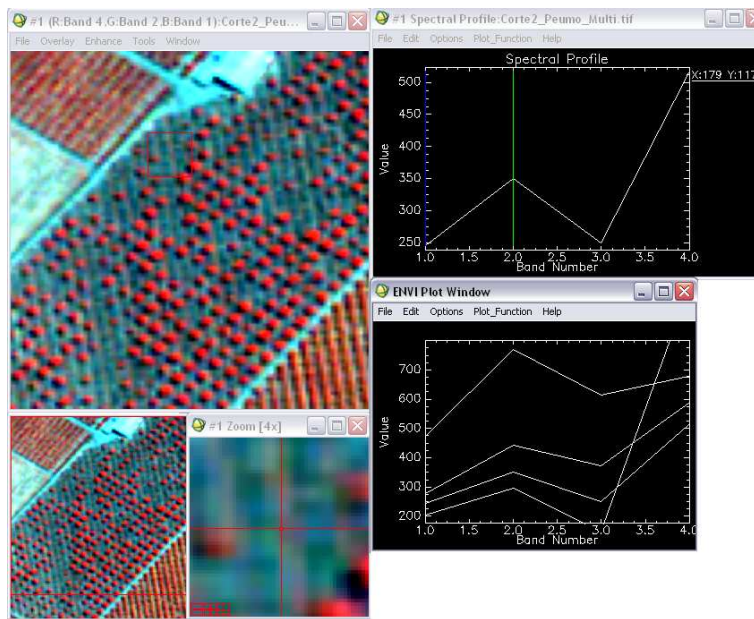 #1 (R:Band 4,G:Band 2,B:Band 1):Corte2_Peu...
File Overlay Enhance Tools Window
#1 Spectral Profile:Corte2_Peumo_Multi.tif
File Edit Options Plot_Function Help
Spectral Profile
X:179 Y:117
500
450
400
350
300
250
Value
1.0 1.5 2.0 2.5 3.0 3.5 4.0
Band Number
ENVI Plot Window
File Edit Options Plot_Function Help
700
600
500
400
300
200
Value
1.0 1.5 2.0 2.5 3.0 3.5 4.0
Band Number
#1 Zoom [4x]